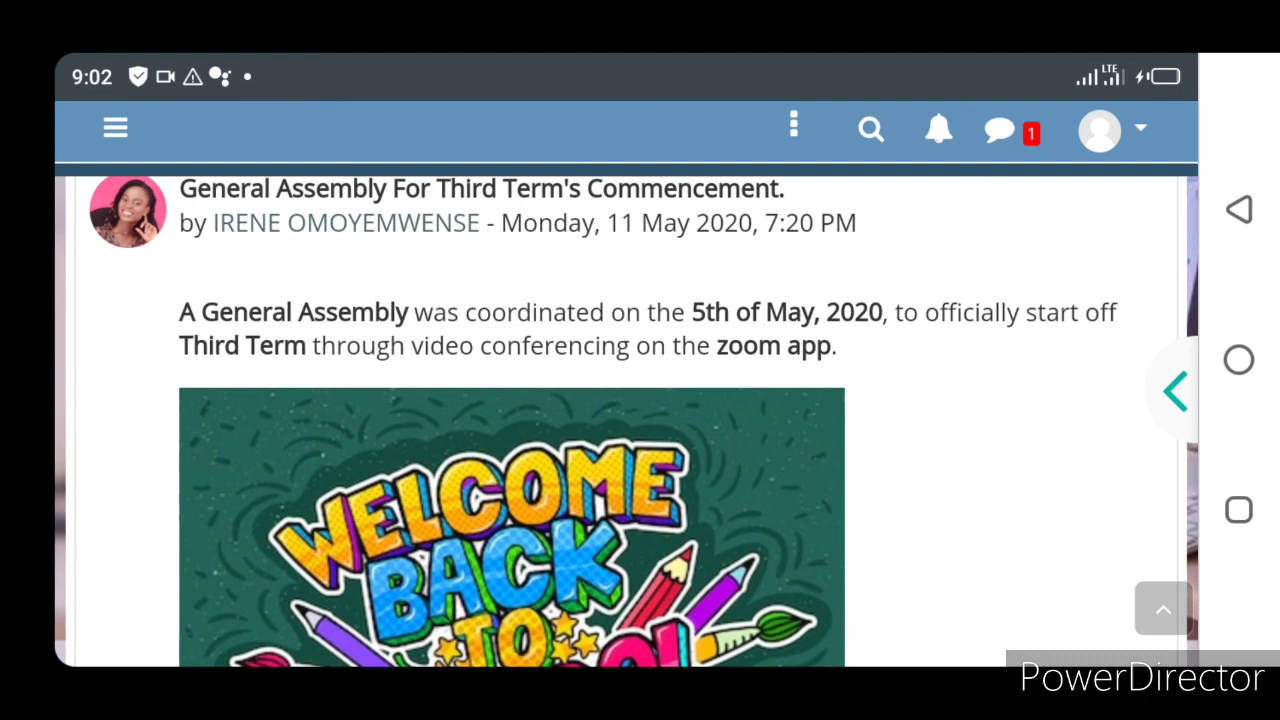 9:02
LTE
1
General Assembly For Third Term's Commencement.
by IRENE OMOYEMWENSE - Monday, 11 May 2020, 7:20 PM
A General Assembly was coordinated on the 5th of May, 2020, to officially start off
Third Term through video conferencing on the zoom app.
WELCOME
BACK
TO
PowerDirector